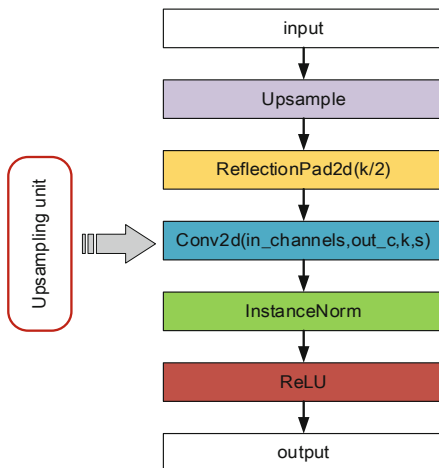 input
Upsample
ReflectionPad2d(k/2)
Upsampling unit
Conv2d(in_channels,out_c,k,s)
InstanceNorm
ReLU
output